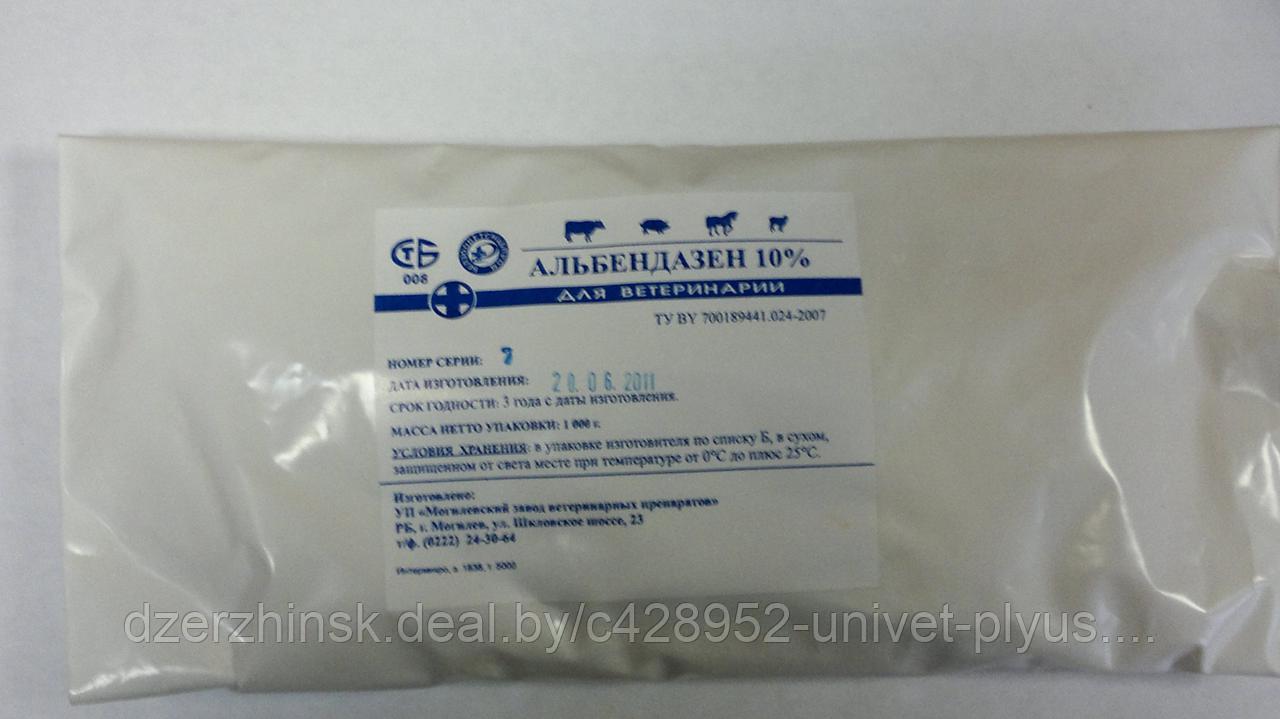 СТБ
008
АЛЬБЕНДАЗЕН 10%
ДЛЯ ВЕТЕРИНАРИИ
ТУ BY 700189441.024-2007
НОМЕР СЕРИИ: 7
ДАТА ИЗГОТОВЛЕНИЯ: 20.06.2011
СРОК ГОДНОСТИ: 3 года с даты изготовления.
МАССА НЕТТО УПАКОВКИ: 1 000 г.
УСЛОВИЯ ХРАНЕНИЯ: в упаковке изготовителя по списку Б, в сухом,
защищенном от света месте при температуре от 0°С до плюс 25°С.
Изготовлено:
УП «Могилевский завод ветеринарных препаратов»
РБ, г. Могилев, ул. Шкловское шоссе, 23
т/ф. (0222) 24-30-64
з. 1838, т. 5000
dzerzhinsk.deal.by/c428952-univet-plyus....